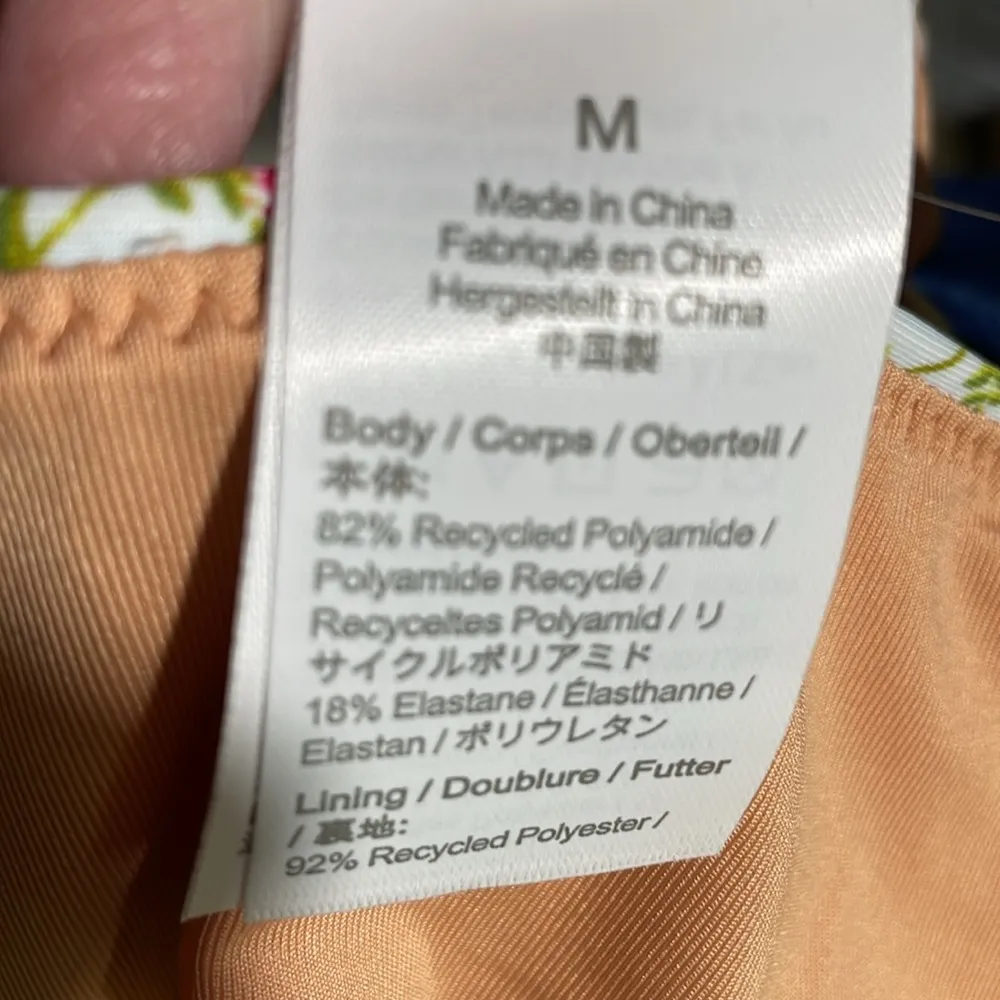 M
Made in China
Fabriqué en Chine
Hergestellt in China
中国製
Body / Corps / Oberteil /
本体:
82% Recycled Polyamide /
Polyamide Recyclé /
Recyceltes Polyamid / リ
サイクルポリアミド
18% Elastane / Élasthanne /
Elastan / ポリウレタン
Lining / Doublure / Futter
/ 裏地:
92% Recycled Polyester /